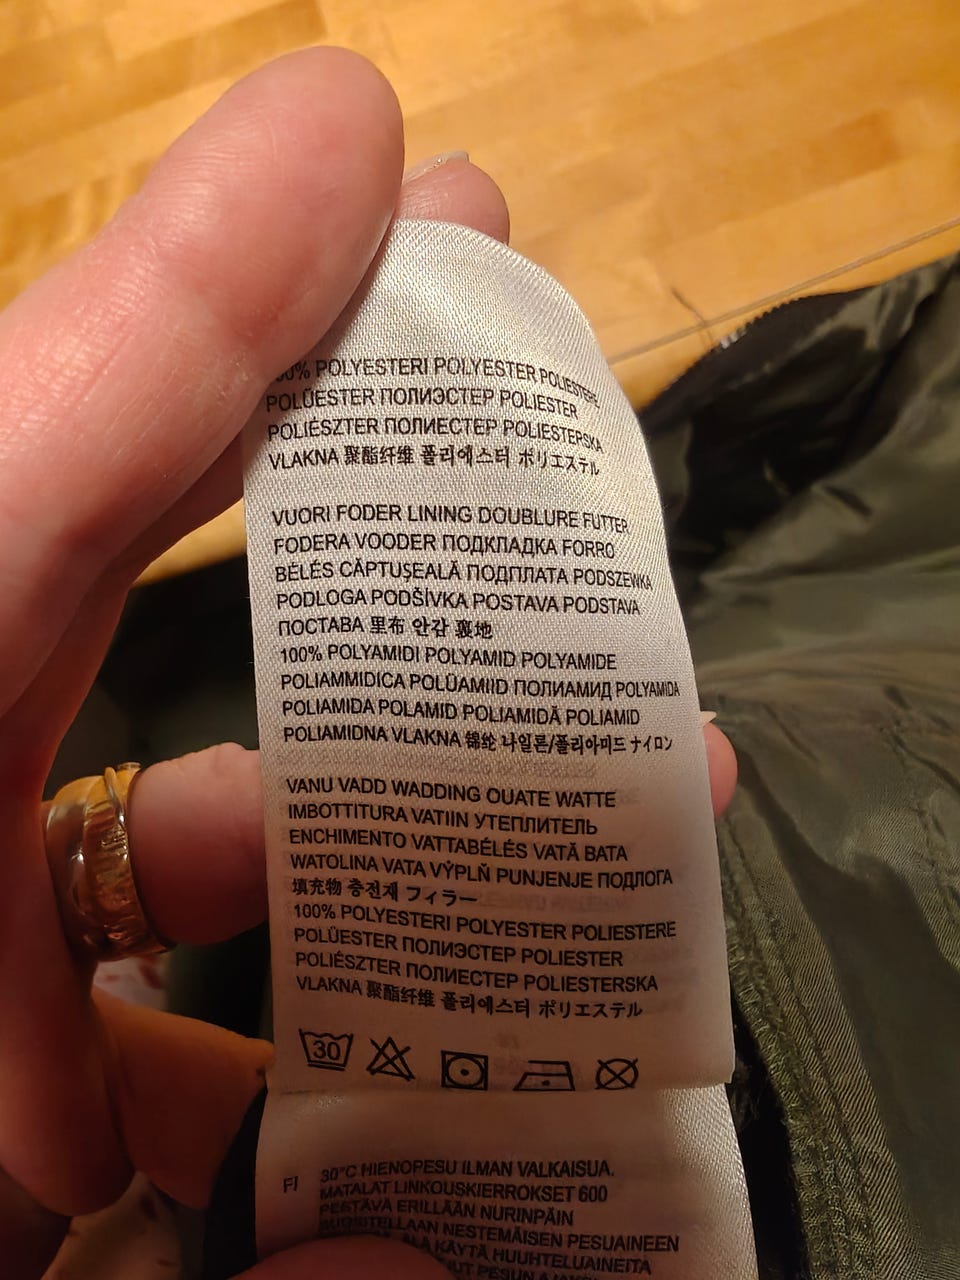 POLYESTERI POLYESTER POLIESTERE
POLÜESTER ПОЛИЭСТЕР POLIESTER
POLIÉSZTER ПОЛИЕСТЕР POLIESTERSKA
VLAKNA 聚酯纤维 폴리에스터 ポリエステル
VUORI FODER LINING DOUBLURE FUTTER
FODERA VOODER ПОДКЛАДКА FORRO
BÉLÉS CĂPTUȘEALĂ ПОДПЛАТА PODSZEWKA
PODLOGA PODŠÍVKA POSTAVA PODSTAVA
ПОСТАВА 里布 안감 裏地
100% POLYAMIDI POLYAMID POLYAMIDE
POLIAMMIDICA POLÜAMIID ПОЛИАМИД POLYAMIDA
POLIAMIDA POLAMID POLIAMIDĂ POLIAMID
POLIAMIDNA VLAKNA 锦纶 나일론/폴리아미드 ナイロン
VANU VADD WADDING OUATE WATTE
IMBOTTITURA VATIIN УТЕПЛИТЕЛЬ
ENCHIMENTO VATTABÉLÉS VATĂ BATA
WATOLINA VATA VÝPLŇ PUNJENJE ПОДЛОГА
填充物 충전재 フィラー
100% POLYESTERI POLYESTER POLIESTERE
POLÜESTER ПОЛИЭСТЕР POLIESTER
POLIÉSZTER ПОЛИЕСТЕР POLIESTERSKA
VLAKNA 聚酯纤维 폴리에스터 ポリエステル
30
FI 30°C HIENOPESU ILMAN VALKAISUA.
MATALAT LINKOUSKIERROKSET 600
PESTÄVÄ ERILLÄÄN NURINPÄIN
SUOSITELLAAN NESTEMÄISEN PESUAINEEN
ÄLÄ KÄYTÄ HUUHTELUAINEITA